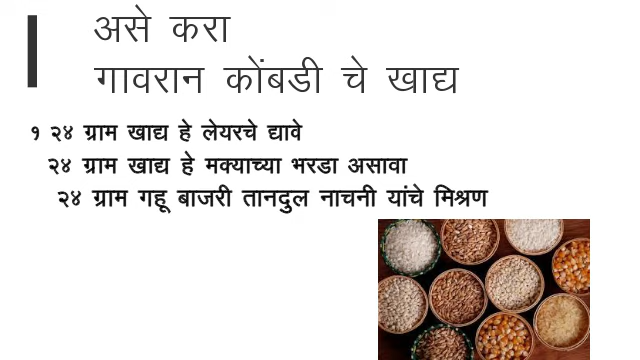 असे करा
गावरान कोंबडी चे खाद्य
१ २४ ग्राम खाद्य हे लेयरचे द्यावे
२४ ग्राम खाद्य हे मक्याच्या भरडा असावा
२४ ग्राम गहू बाजरी तानदुल नाचनी यांचे मिश्रण